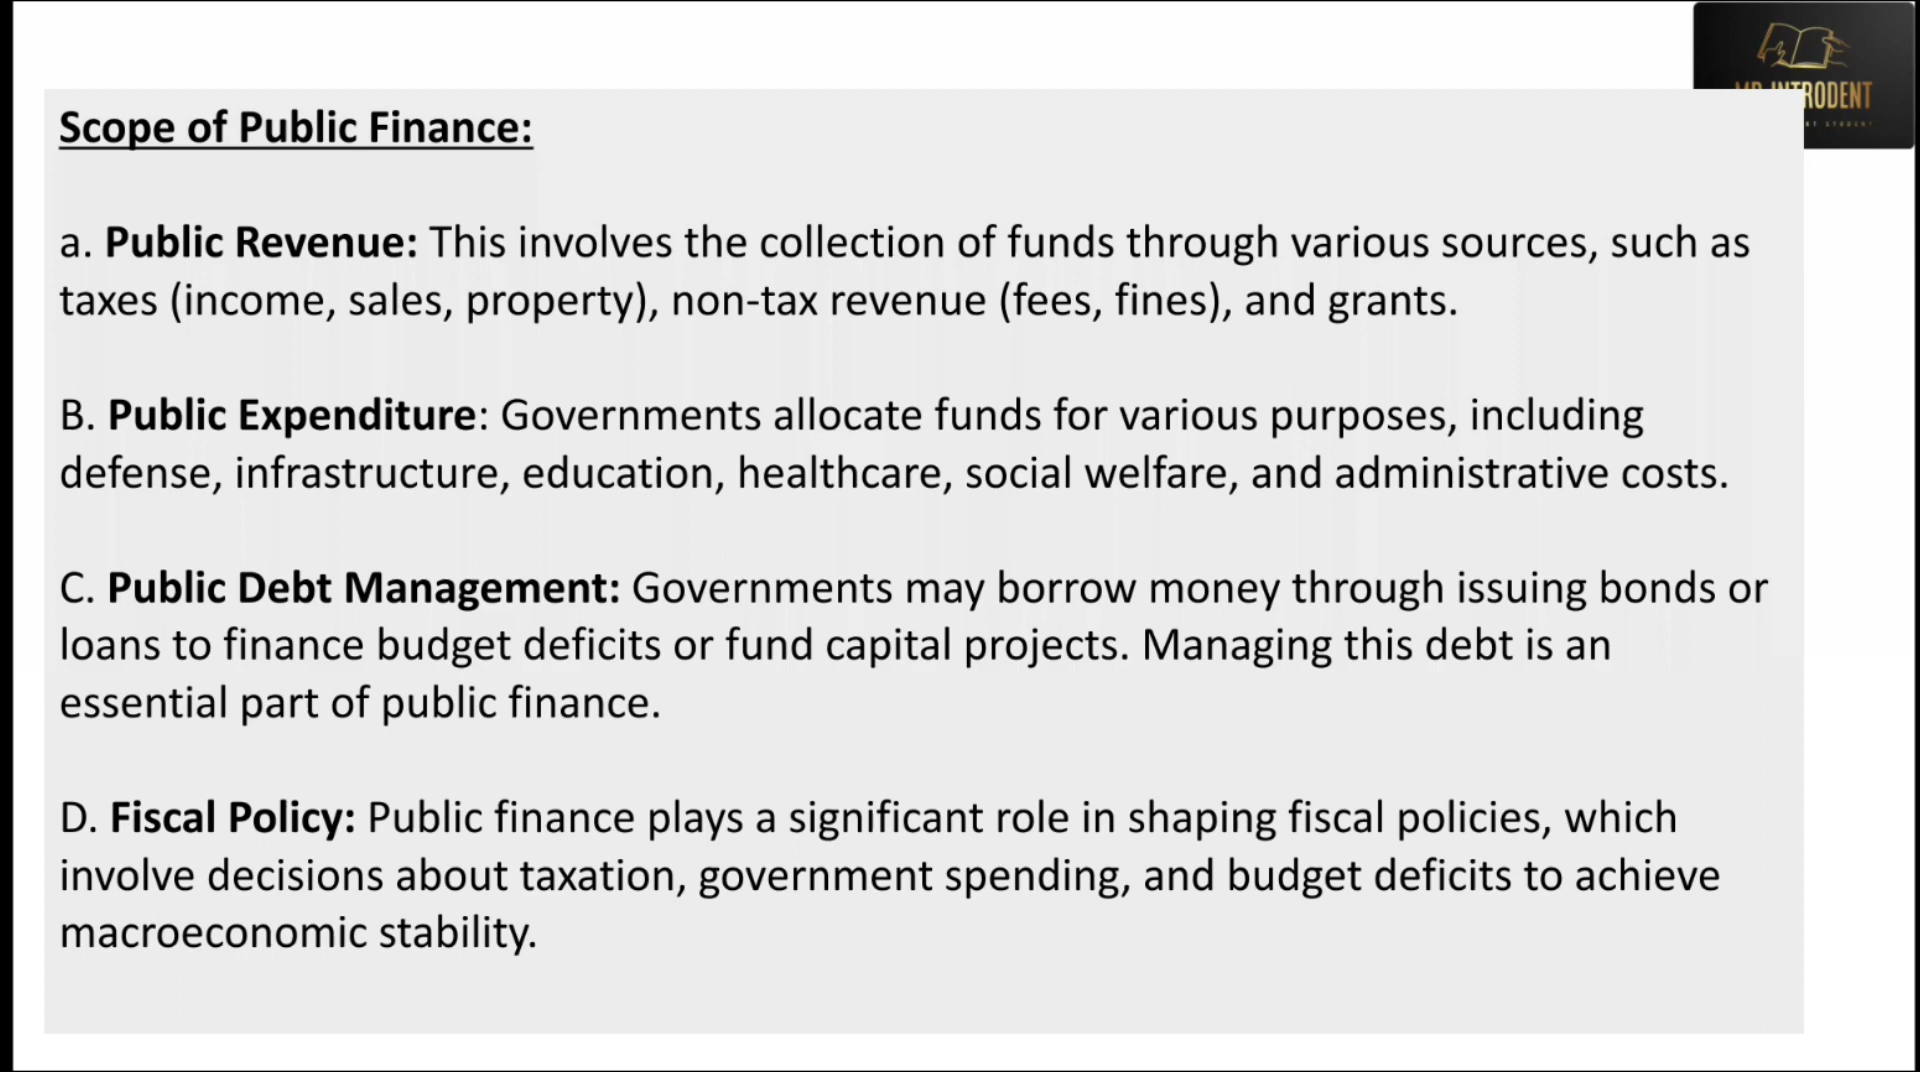 RODENT
Scope of Public Finance:
a. Public Revenue: This involves the collection of funds through various sources, such as
taxes (income, sales, property), non-tax revenue (fees, fines), and grants.
B. Public Expenditure: Governments allocate funds for various purposes, including
defense, infrastructure, education, healthcare, social welfare, and administrative costs.
C. Public Debt Management: Governments may borrow money through issuing bonds or
loans to finance budget deficits or fund capital projects. Managing this debt is an
essential part of public finance.
D. Fiscal Policy: Public finance plays a significant role in shaping fiscal policies, which
involve decisions about taxation, government spending, and budget deficits to achieve
macroeconomic stability.